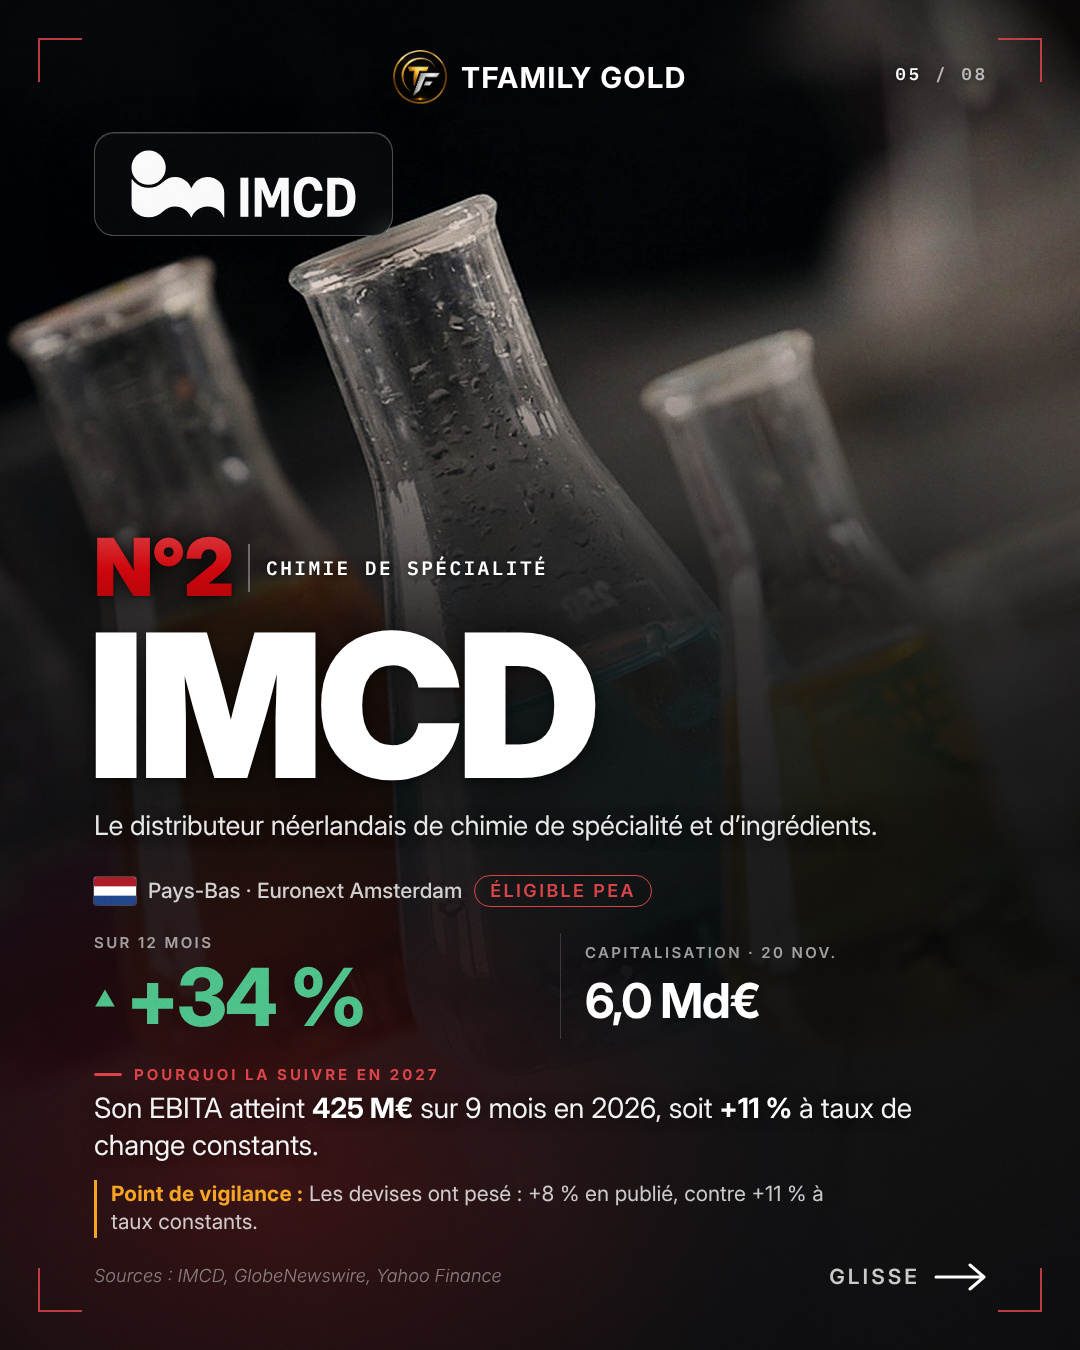 TF TFAMILY GOLD
05 / 08
IMCD
N°2
CHIMIE DE SPÉCIALITÉ
IMCD
Le distributeur néerlandais de chimie de spécialité et d’ingrédients.
Pays-Bas · Euronext Amsterdam
ÉLIGIBLE PEA
SUR 12 MOIS
+34 %
CAPITALISATION · 20 NOV.
6,0 Md€
POURQUOI LA SUIVRE EN 2027
Son EBITA atteint 425 M€ sur 9 mois en 2026, soit +11 % à taux de
change constants.
Point de vigilance : Les devises ont pesé : +8 % en publié, contre +11 % à
taux constants.
Sources : IMCD, GlobeNewswire, Yahoo Finance
GLISSE
250